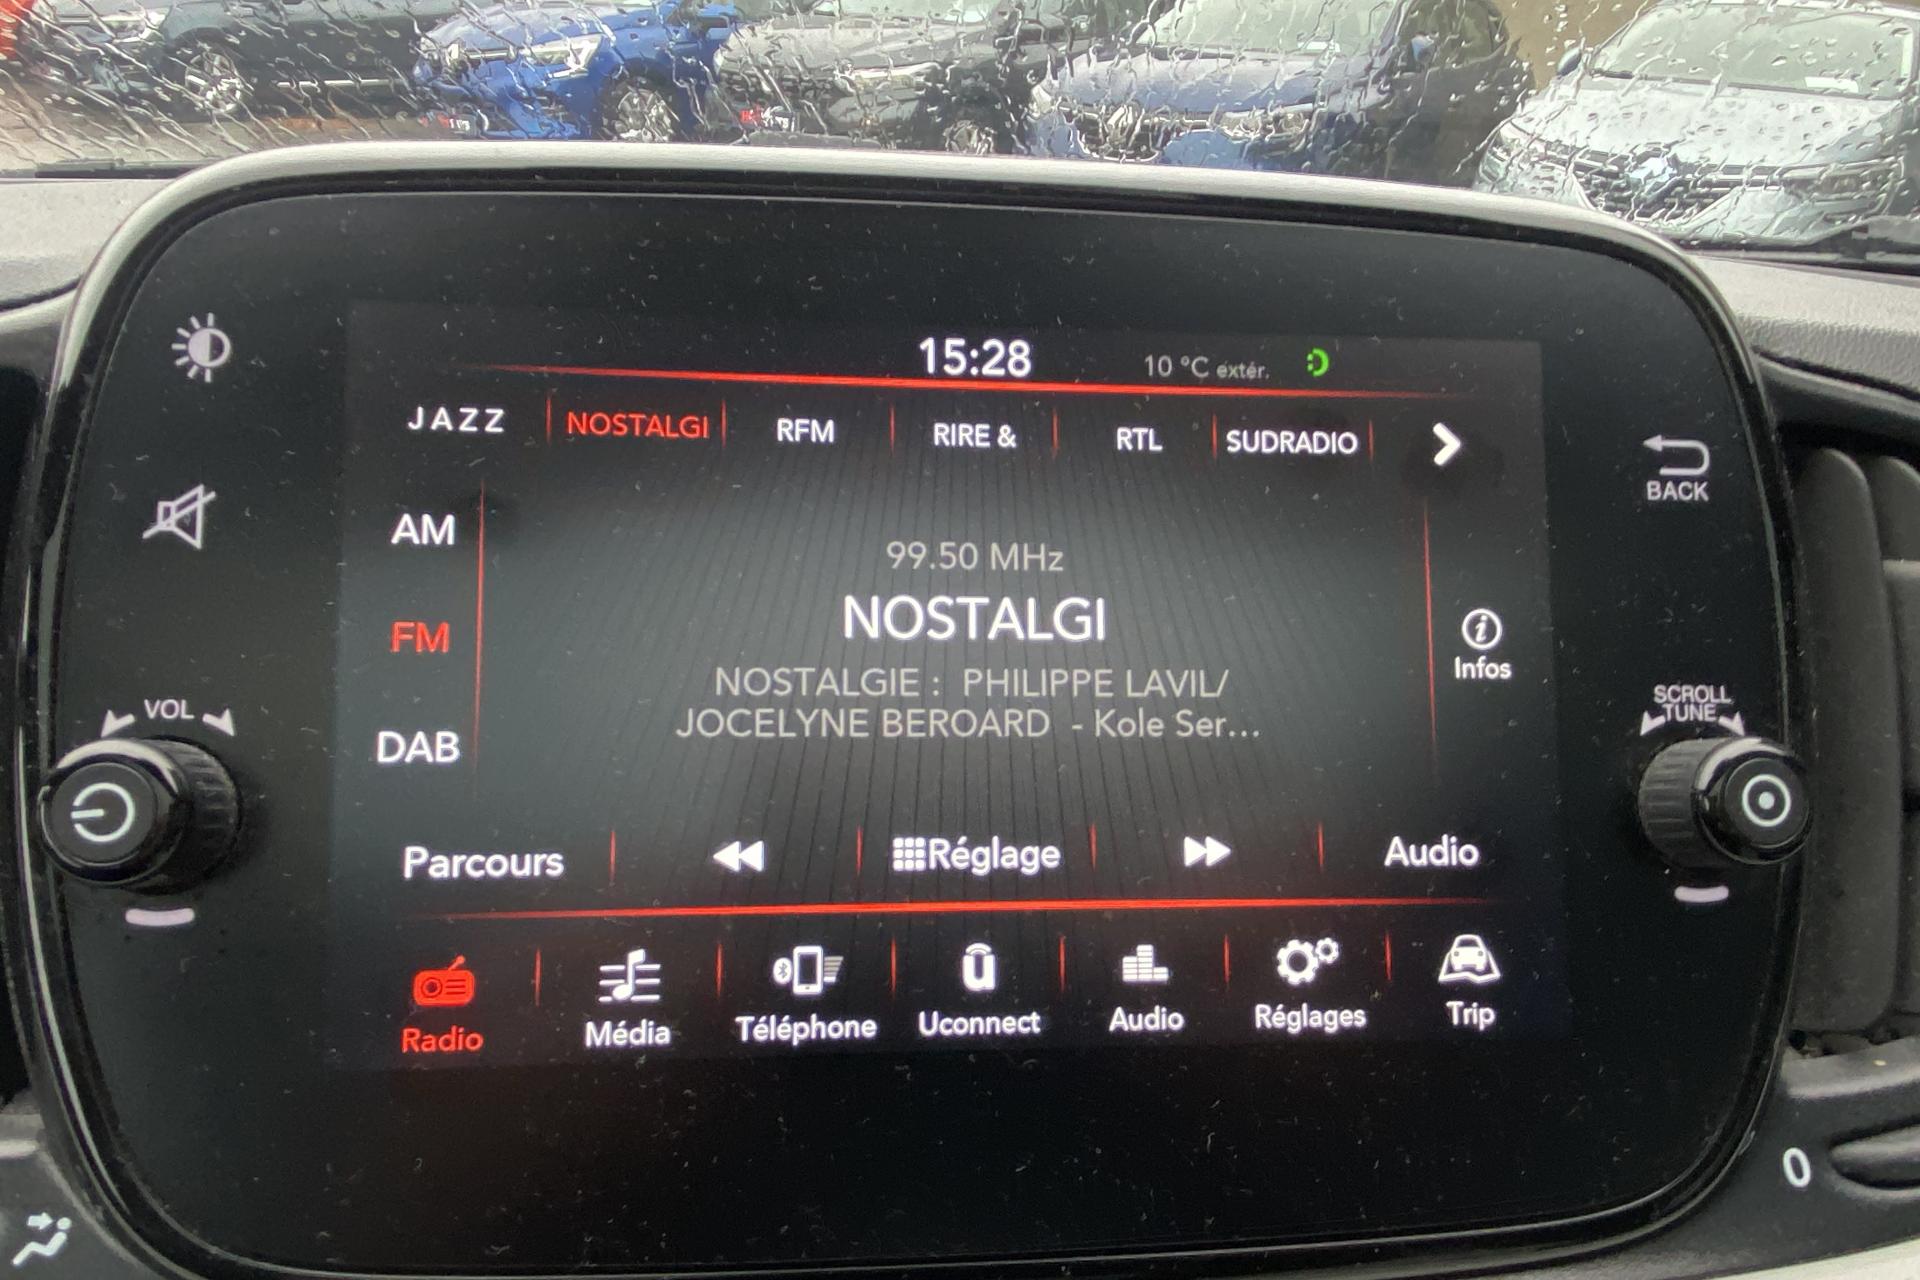 15:28
10 °C extér.
JAZZ
NOSTALGI
RFM
RIRE &
RTL
SUDRADIO
BACK
AM
FM
DAB
99.50 MHz
NOSTALGI
NOSTALGIE : PHILIPPE LAVIL/
JOCELYNE BEROARD - Kole Ser...
Infos
VOL
SCROLL
TUNE
Parcours
Réglage
Audio
Radio
Média
Téléphone
Uconnect
Audio
Réglages
Trip
0